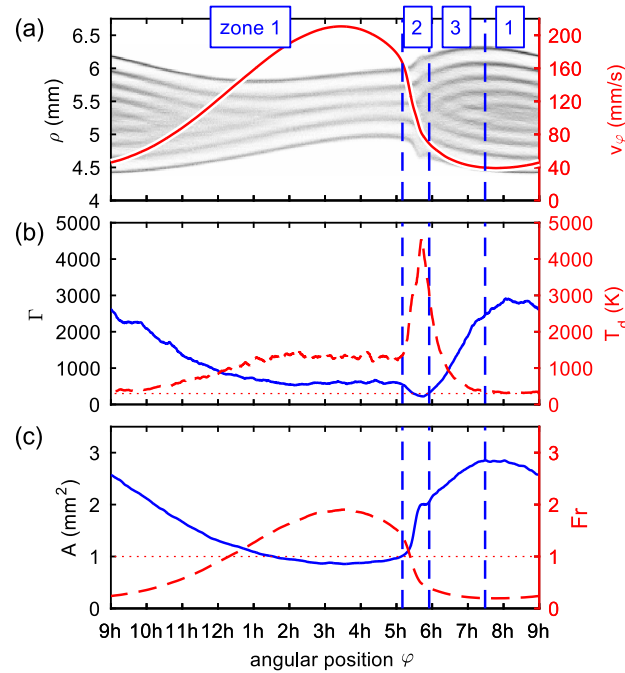 (a)
zone 1
2
3
1
6.5
6
5.5
5
4.5
4
ρ (mm)
200
160
120
80
40
0
v_φ (mm/s)
(b)
5000
4000
3000
2000
1000
0
Γ
5000
4000
3000
2000
1000
0
T_d (K)
(c)
3
2
1
0
A (mm²)
3
2
1
0
Fr
9h 10h 11h 12h 1h 2h 3h 4h 5h 6h 7h 8h 9h
angular position φ